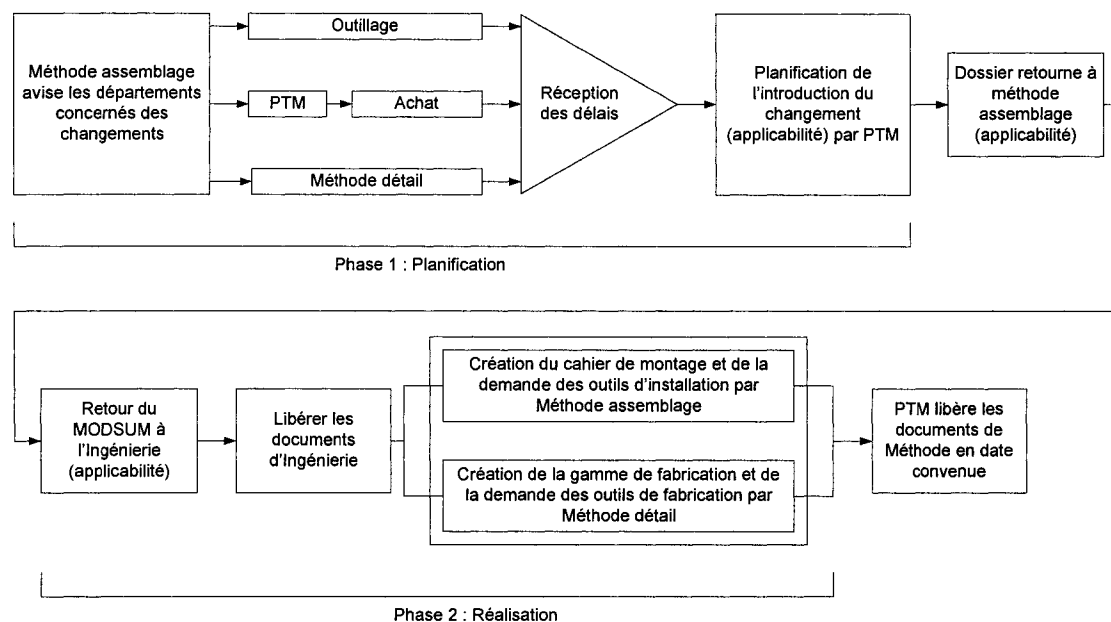 Méthode assemblage
avise les départements
concernés des
changements
Outillage
PTM
Achat
Méthode détail
Réception
des délais
Planification de
l'introduction du
changement
(applicabilité) par PTM
Dossier retourne à
méthode
assemblage
(applicabilité)
Phase 1 : Planification
Retour du
MODSUM à
l'Ingénierie
(applicabilité)
Libérer les
documents
d'Ingénierie
Création du cahier de montage et de la
demande des outils d'installation par
Méthode assemblage
Création de la gamme de fabrication et de
la demande des outils de fabrication par
Méthode détail
PTM libère les
documents de
Méthode en date
convenue
Phase 2 : Réalisation